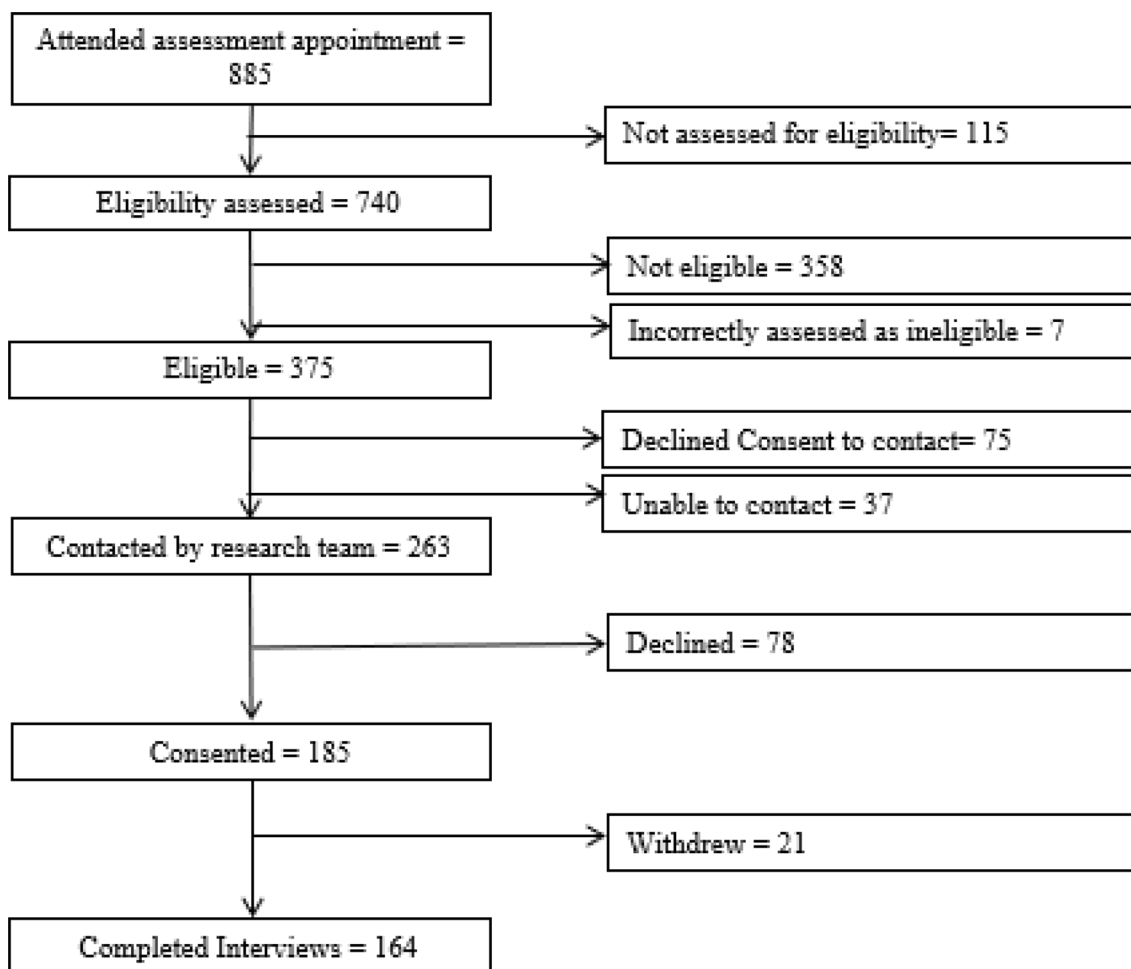 Attended assessment appointment =
885
Not assessed for eligibility= 115
Eligibility assessed = 740
Not eligible = 358
Incorrectly assessed as ineligible = 7
Eligible = 375
Declined Consent to contact= 75
Unable to contact = 37
Contacted by research team = 263
Declined = 78
Consented = 185
Withdrew = 21
Completed Interviews = 164